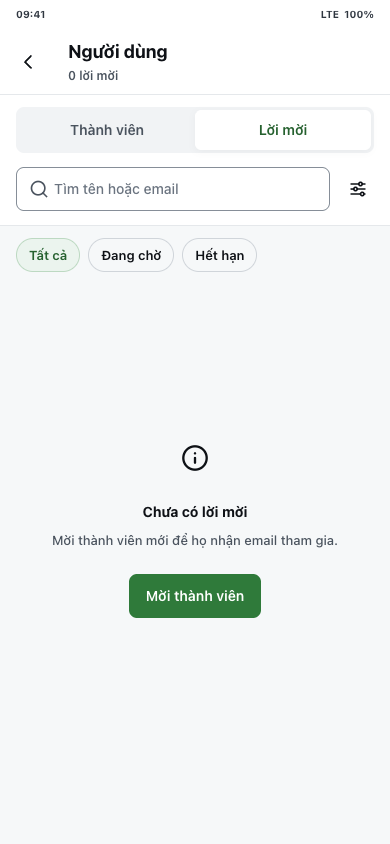 09:41 LTE 100%
Người dùng
0 lời mời
Thành viên Lời mời
Tìm tên hoặc email
Tất cả Đang chờ Hết hạn
Chưa có lời mời
Mời thành viên mới để họ nhận email tham gia.
Mời thành viên